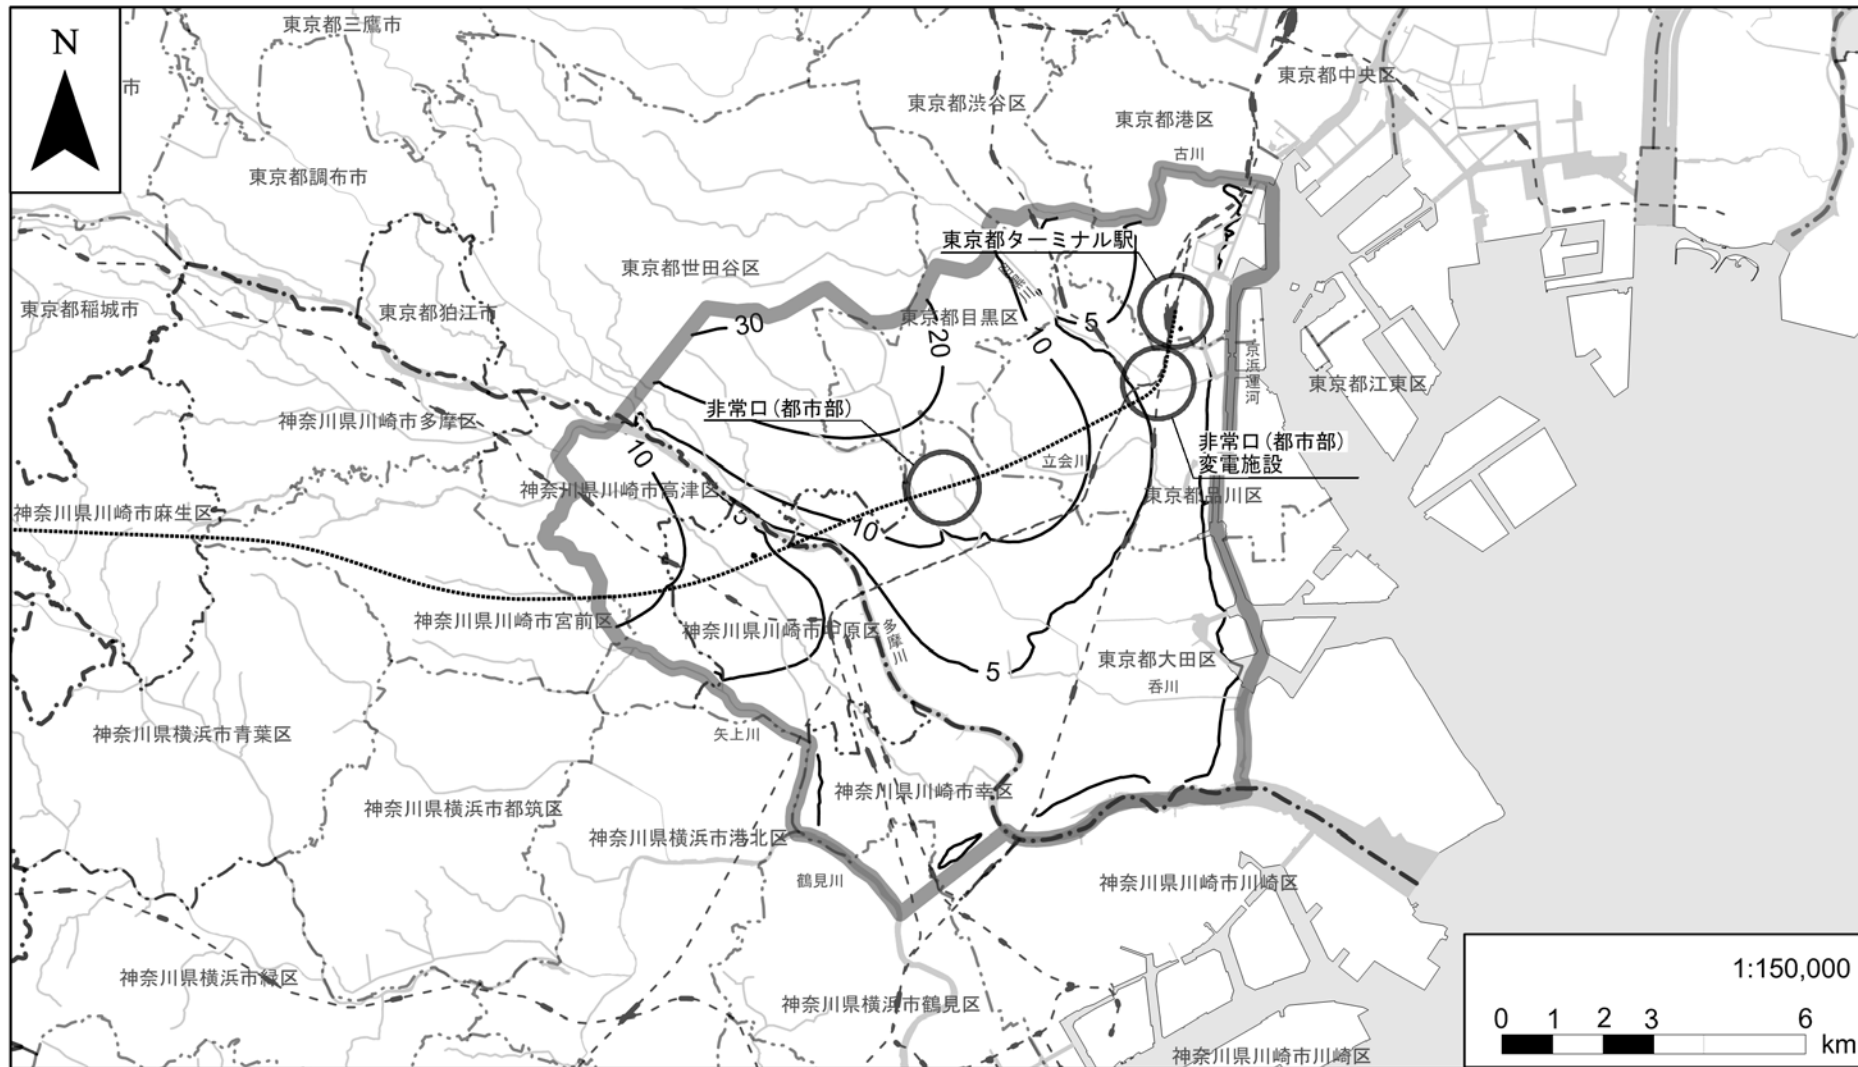 N
東京都三鷹市
市
東京都中央区
東京都渋谷区
東京都港区
古川
東京都調布市
東京都ターミナル駅
東京都世田谷区
目黒川
東京都稲城市
東京都狛江市
東京都目黒区
30
20
10
5
京浜運河
東京都江東区
非常口(都市部)
神奈川県川崎市多摩区
非常口(都市部)
変電施設
10
立会川
神奈川県川崎市高津区
東京都品川区
神奈川県川崎市麻生区
5
10
神奈川県川崎市宮前区
神奈川県川崎市中原区
多摩川
5
東京都大田区
呑川
神奈川県横浜市青葉区
矢上川
神奈川県川崎市幸区
神奈川県横浜市都筑区
神奈川県横浜市港北区
鶴見川
神奈川県川崎市川崎区
神奈川県横浜市緑区
神奈川県横浜市鶴見区
神奈川県川崎市川崎区
1:150,000
0 1 2 3 6
km